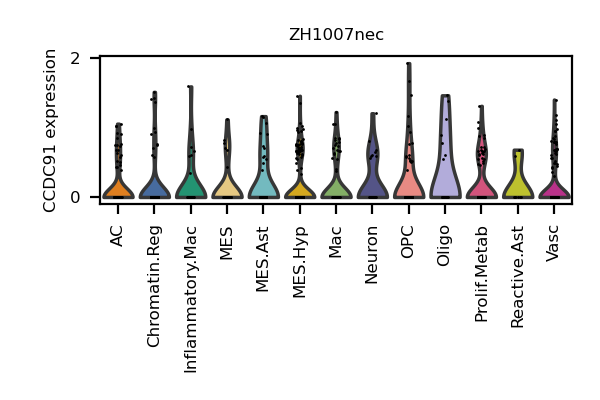 ZH1007nec
CCDC91 expression
2
0
AC
Chromatin.Reg
Inflammatory.Mac
MES
MES.Ast
MES.Hyp
Mac
Neuron
OPC
Oligo
Prolif.Metab
Reactive.Ast
Vasc